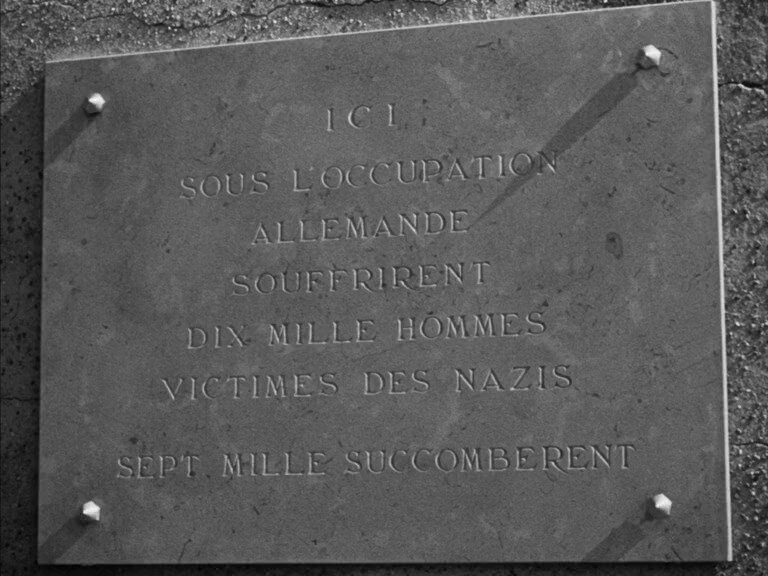 ICI
SOUS L'OCCUPATION
ALLEMANDE
SOUFFRIRENT
DIX MILLE HOMMES
VICTIMES DES NAZIS
SEPT MILLE SUCCOMBERENT